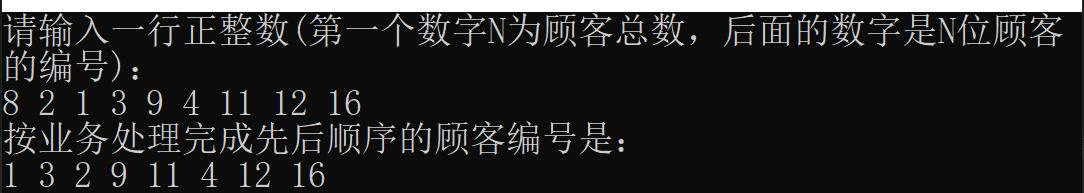 请输入一行正整数(第一个数字N为顾客总数，后面的数字是N位顾客
的编号)：
8 2 1 3 9 4 11 12 16
按业务处理完成先后顺序的顾客编号是：
1 3 2 9 11 4 12 16